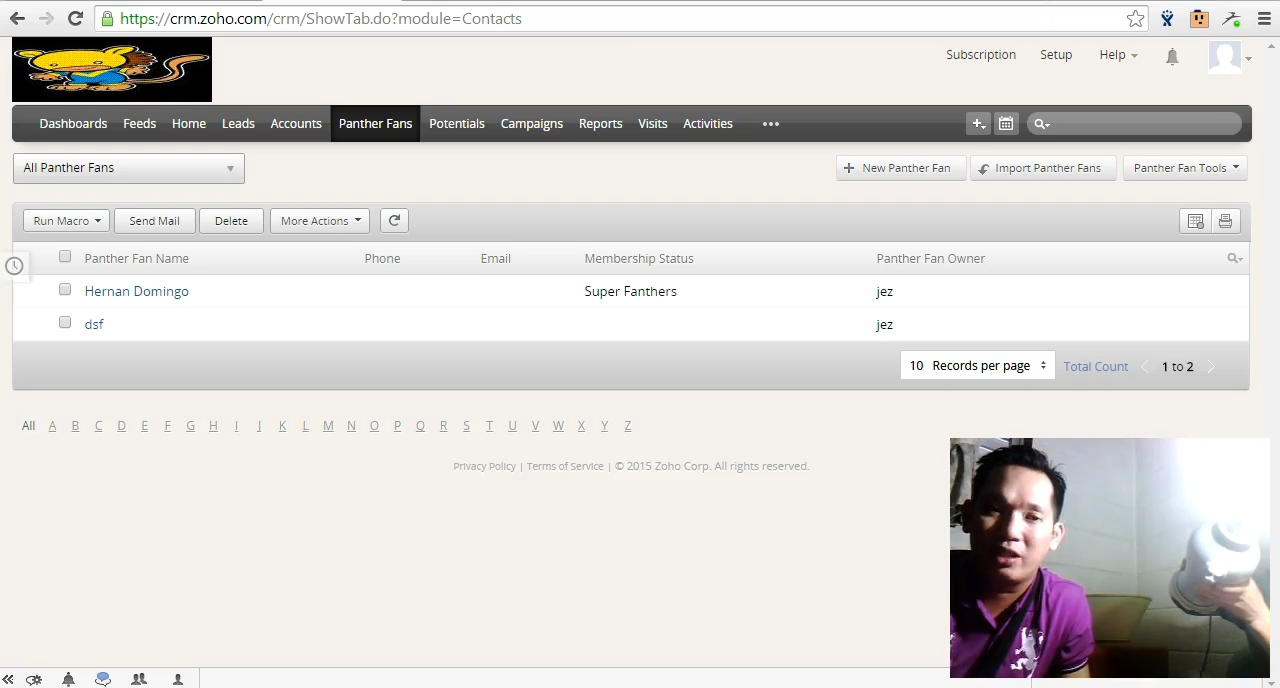 https://crm.zoho.com/crm/ShowTab.do?module=Contacts
Subscription Setup Help
Dashboards Feeds Home Leads Accounts Panther Fans Potentials Campaigns Reports Visits Activities •••
All Panther Fans
New Panther Fan Import Panther Fans Panther Fan Tools
Run Macro Send Mail Delete More Actions
Panther Fan Name Phone Email Membership Status Panther Fan Owner
Hernan Domingo Super Fanthers jez
dsf jez
10 Records per page Total Count 1 to 2
All A B C D E F G H I J K L M N O P Q R S T U V W X Y Z
Privacy Policy | Terms of Service | © 2015 Zoho Corp. All rights reserved.